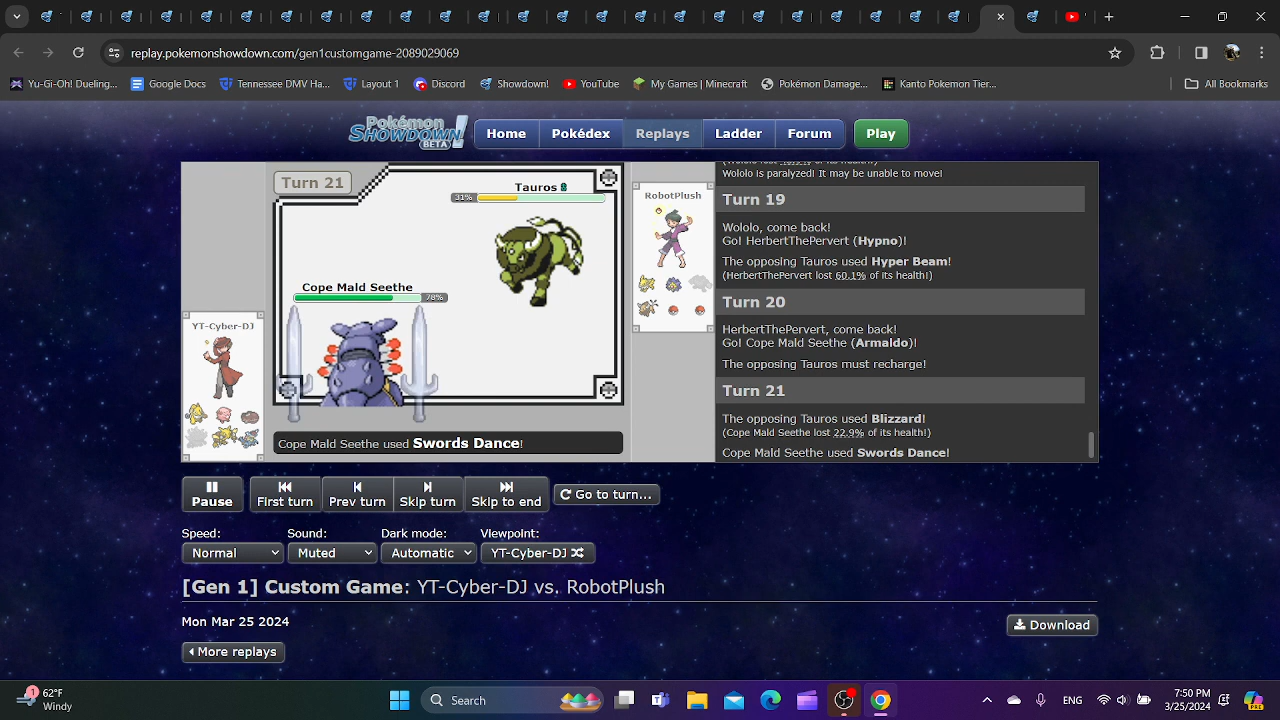 replay.pokemonshowdown.com/gen1customgame-2089029069
Yu-Gi-Oh! Dueling...
Google Docs
Tennessee DMV Ha...
Layout 1
Discord
Showdown!
YouTube
My Games | Minecraft
Pokémon Damage...
Kanto Pokemon Tier...
All Bookmarks
Pokémon
SHOWDOWN!
BETA
Home
Pokédex
Replays
Ladder
Forum
Play
Turn 21
Tauros
31%
Cope Mald Seethe
78%
YT-Cyber-DJ
RobotPlush
Cope Mald Seethe used Swords Dance!
Wololo is paralyzed! It may be unable to move!
Turn 19
Wololo, come back!
Go! HerbertThePervert (Hypno)!
The opposing Tauros used Hyper Beam!
(HerbertThePervert lost 60.1% of its health!)
Turn 20
HerbertThePervert, come back!
Go! Cope Mald Seethe (Armaldo)!
The opposing Tauros must recharge!
Turn 21
The opposing Tauros used Blizzard!
(Cope Mald Seethe lost 22.9% of its health!)
Cope Mald Seethe used Swords Dance!
Pause
First turn
Prev turn
Skip turn
Skip to end
Go to turn...
Speed:
Sound:
Dark mode:
Viewpoint:
Normal
Muted
Automatic
YT-Cyber-DJ
[Gen 1] Custom Game: YT-Cyber-DJ vs. RobotPlush
Mon Mar 25 2024
Download
More replays
1
62°F
Windy
Search
ENG
7:50 PM
3/25/2024
PRE